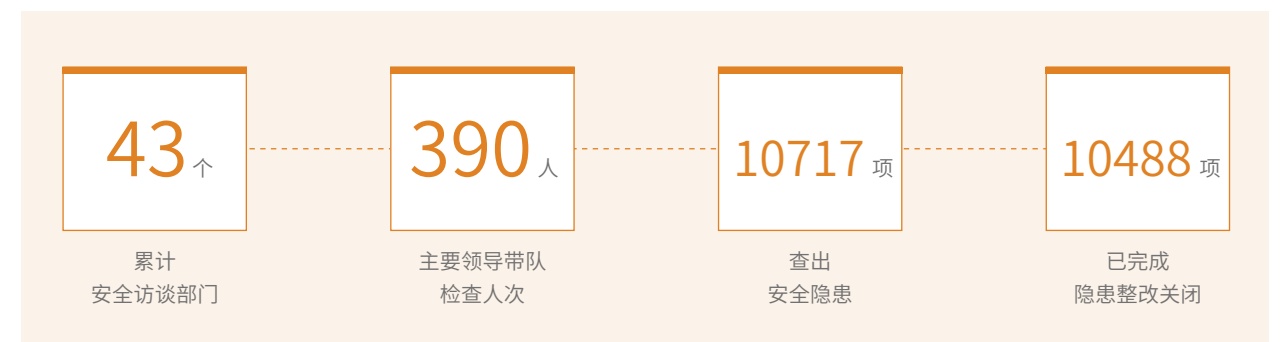 43 个
390 人
10717 项
10488 项
累计
安全访谈部门
主要领导带队
检查人次
查出
安全隐患
已完成
隐患整改关闭